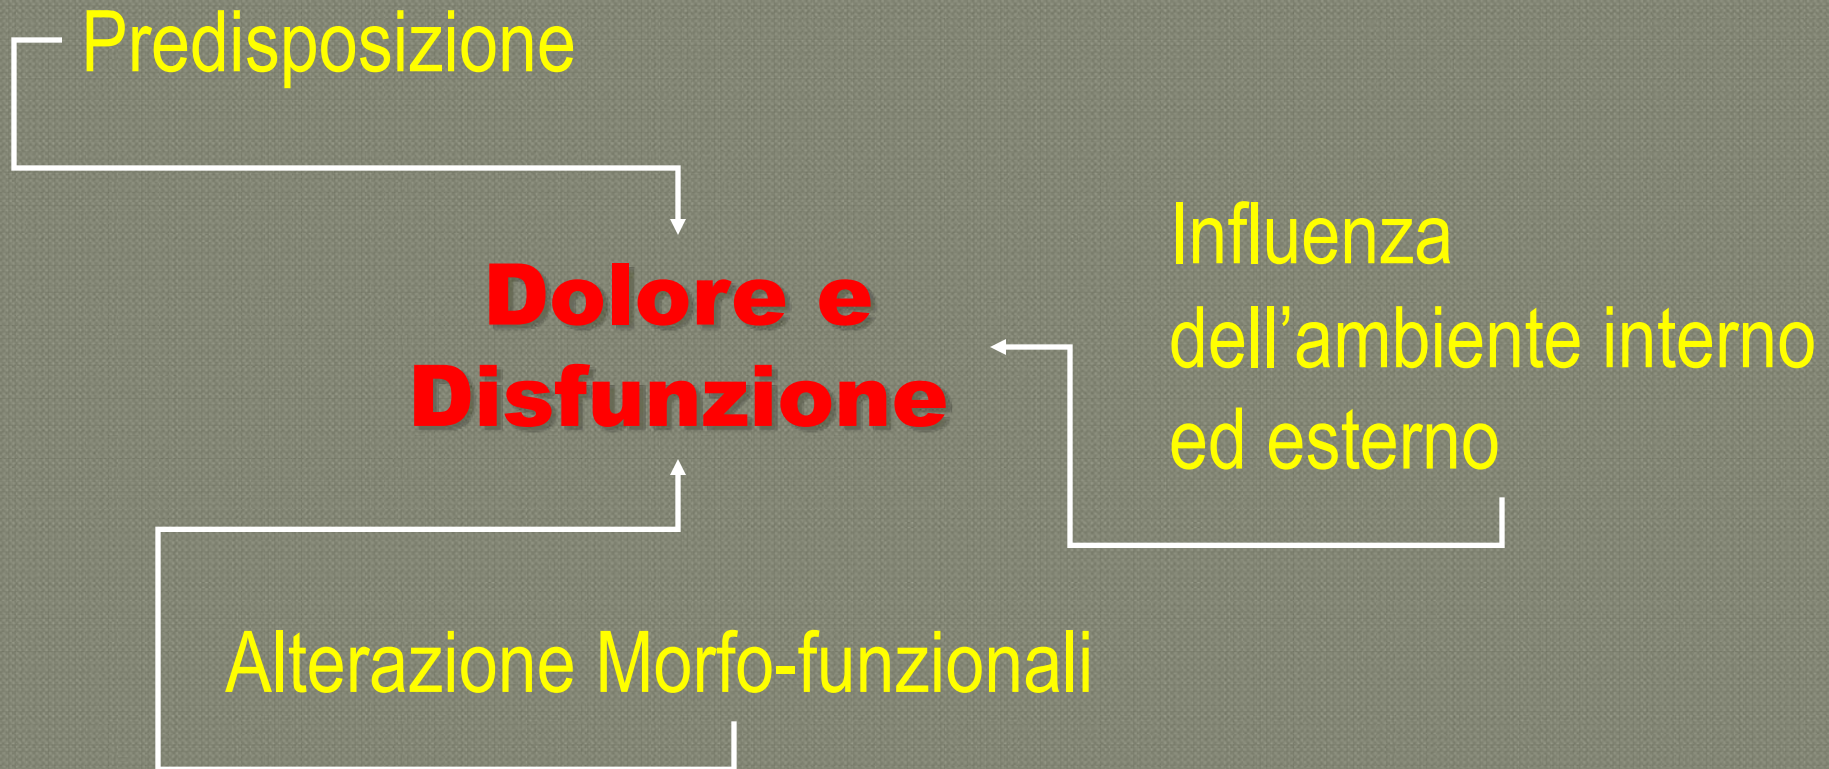 Predisposizione
Dolore e
Disfunzione
Influenza
dell’ambiente interno
ed esterno
Alterazione Morfo-funzionali